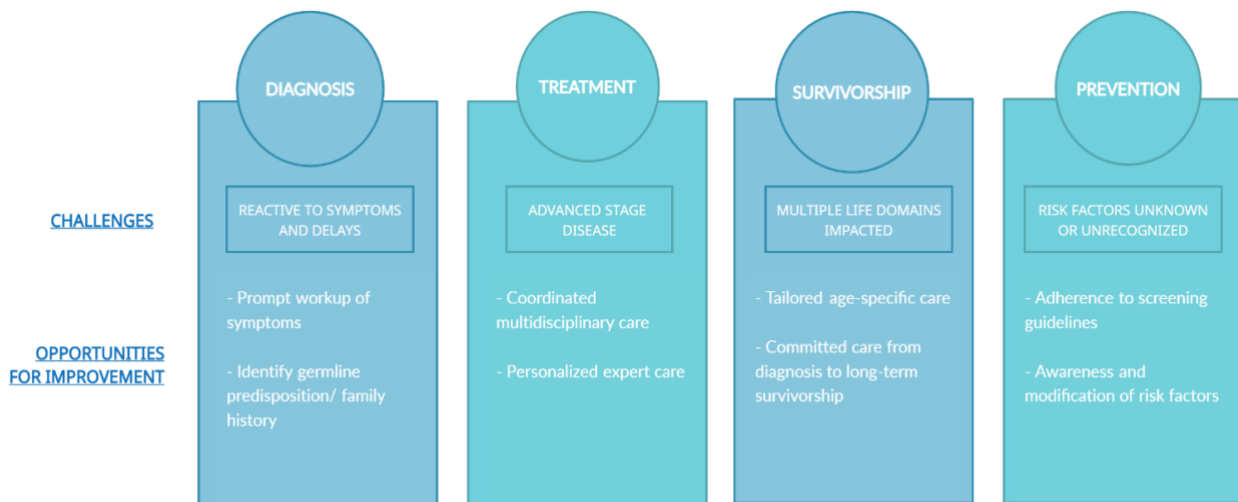 DIAGNOSIS
TREATMENT
SURVIVORSHIP
PREVENTION
CHALLENGES
REACTIVE TO SYMPTOMS
AND DELAYS
ADVANCED STAGE
DISEASE
MULTIPLE LIFE DOMAINS
IMPACTED
RISK FACTORS UNKNOWN
OR UNRECOGNIZED
OPPORTUNITIES
FOR IMPROVEMENT
- Prompt workup of
symptoms
- Identify germline
predisposition/ family
history
- Coordinated
multidisciplinary care
- Personalized expert care
- Tailored age-specific care
- Committed care from
diagnosis to long-term
survivorship
- Adherence to screening
guidelines
- Awareness and
modification of risk factors